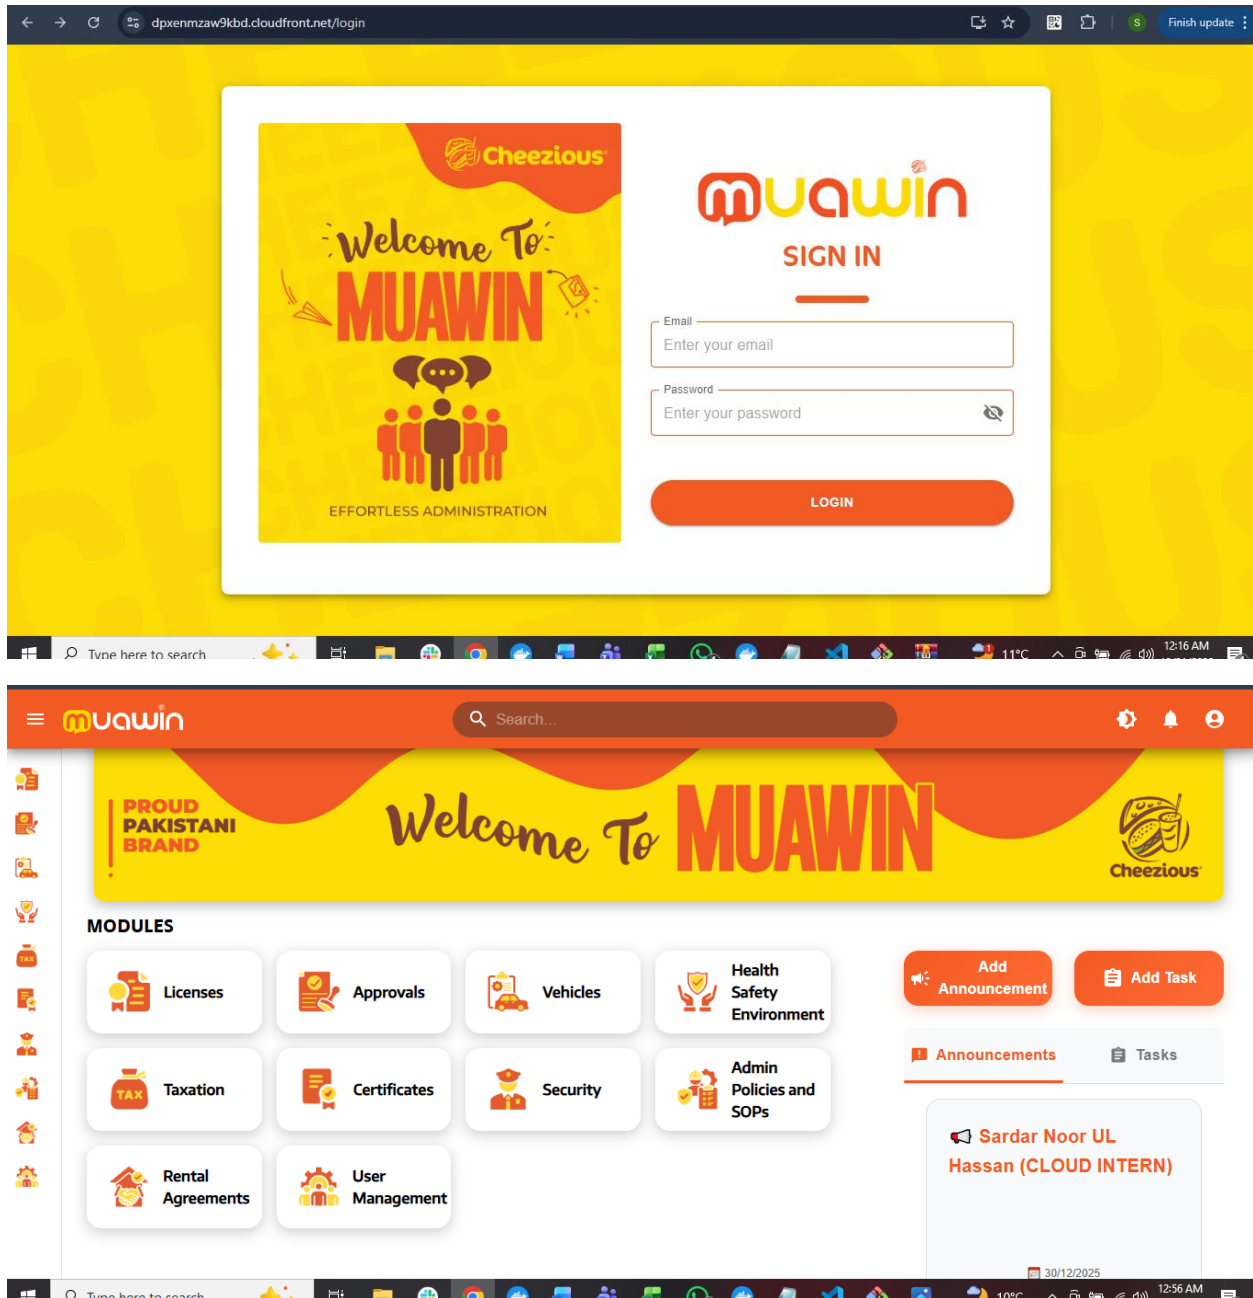 dpxenmzaw9kbd.cloudfront.net/login
S
Finish update
Cheezious
Welcome To
MUAWIN
EFFORTLESS ADMINISTRATION
muawin
SIGN IN
Email
Enter your email
Password
Enter your password
LOGIN
Type here to search
11°C
12:16 AM
muawin
Search...
PROUD
PAKISTANI
BRAND
Welcome To MUAWIN
Cheezious
MODULES
Licenses
Approvals
Vehicles
Health
Safety
Environment
Add
Announcement
Add Task
Announcements
Tasks
TAX
TAX
Taxation
Certificates
Security
Admin
Policies and
SOPs
Sardar Noor UL
Hassan (CLOUD INTERN)
Rental
Agreements
User
Management
30/12/2025
Type here to search
10°C
12:56 AM